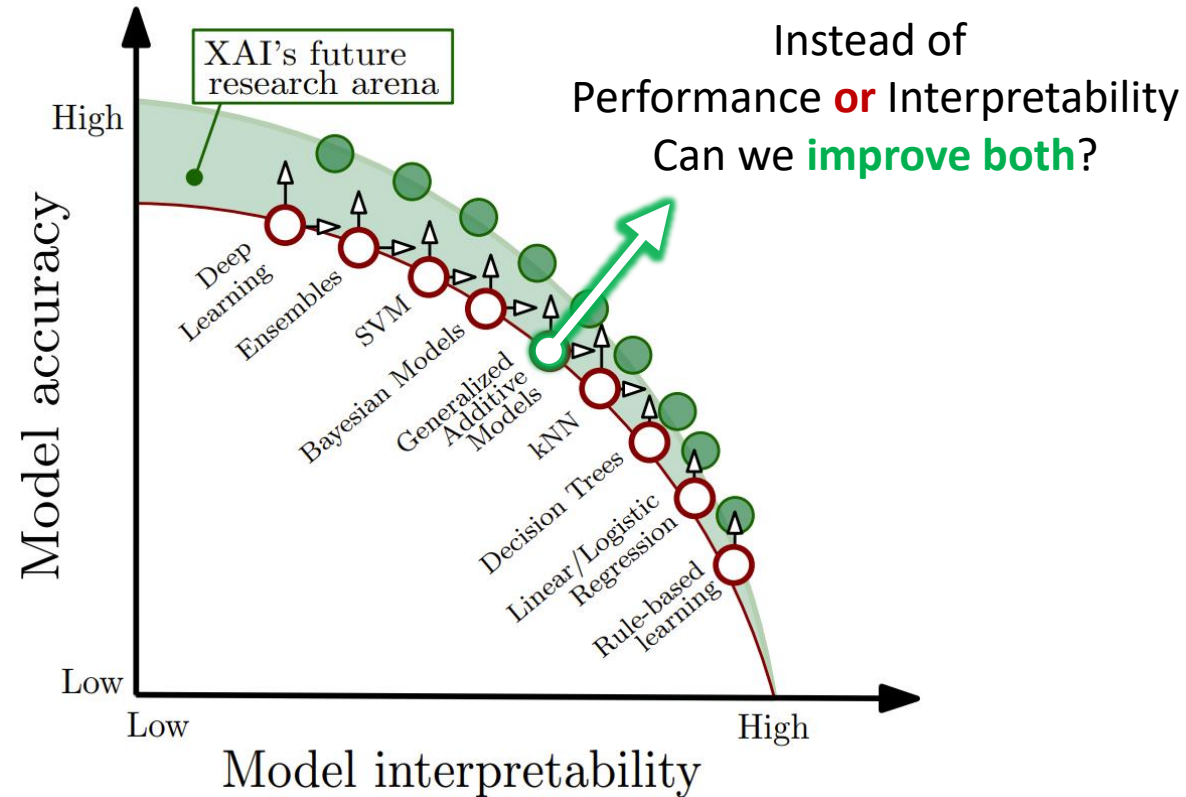 Instead of
Performance or Interpretability
Can we improve both?
XAI's future
research arena
High
Model accuracy
Low
Deep
Learning
Ensembles
SVM
Bayesian Models
Generalized
Additive
Models
kNN
Decision Trees
Linear/Logistic
Regression
Rule-based
learning
Low
High
Model interpretability